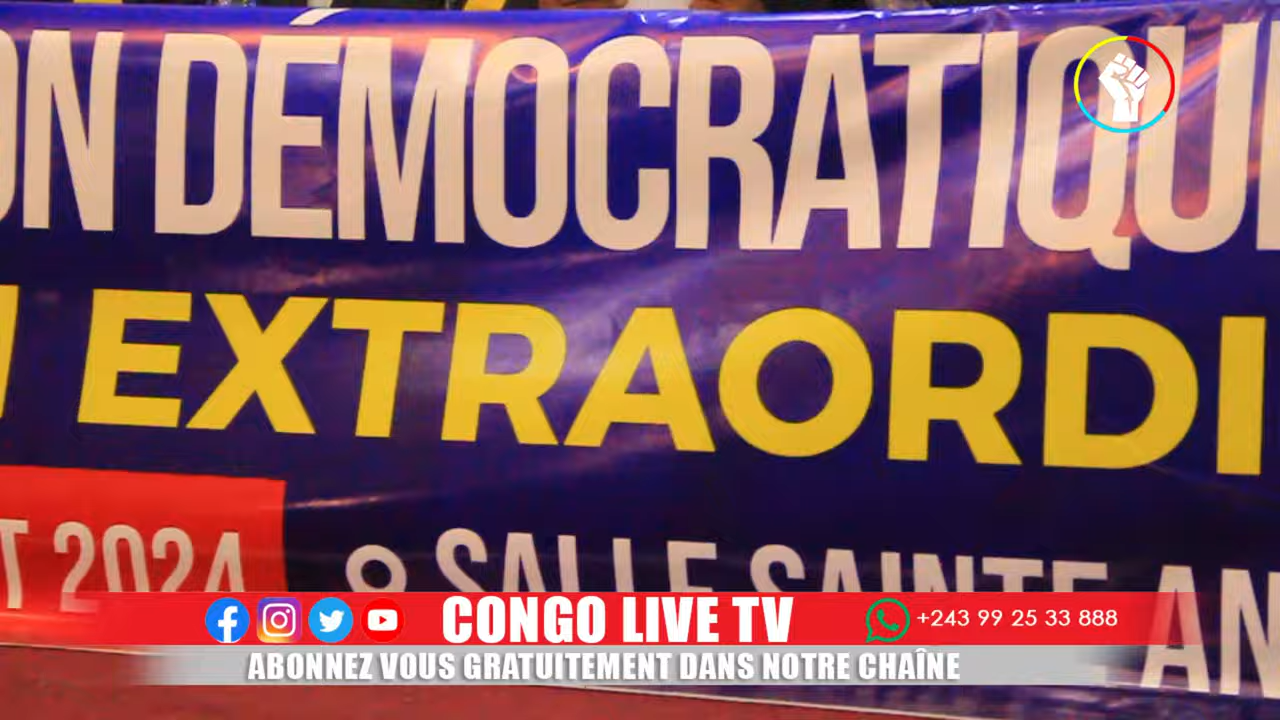 ON DÉMOCRATIQUE
EXTRAORDI
T 2024
SALLE SAINTE AN
CONGO LIVE TV
+243 99 25 33 888
ABONNEZ VOUS GRATUITEMENT DANS NOTRE CHAÎNE